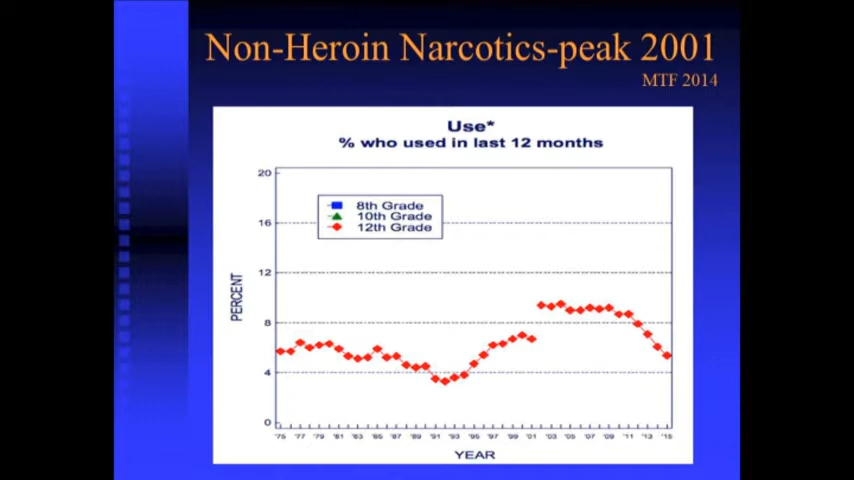 Non-Heroin Narcotics-peak 2001
MTF 2014
Use*
% who used in last 12 months
20
16
12
8
4
0
PERCENT
8th Grade
10th Grade
12th Grade
'75 '77 '79 '81 '83 '85 '87 '89 '91 '93 '95 '97 '99 '01 '03 '05 '07 '09 '11 '13 '15
YEAR